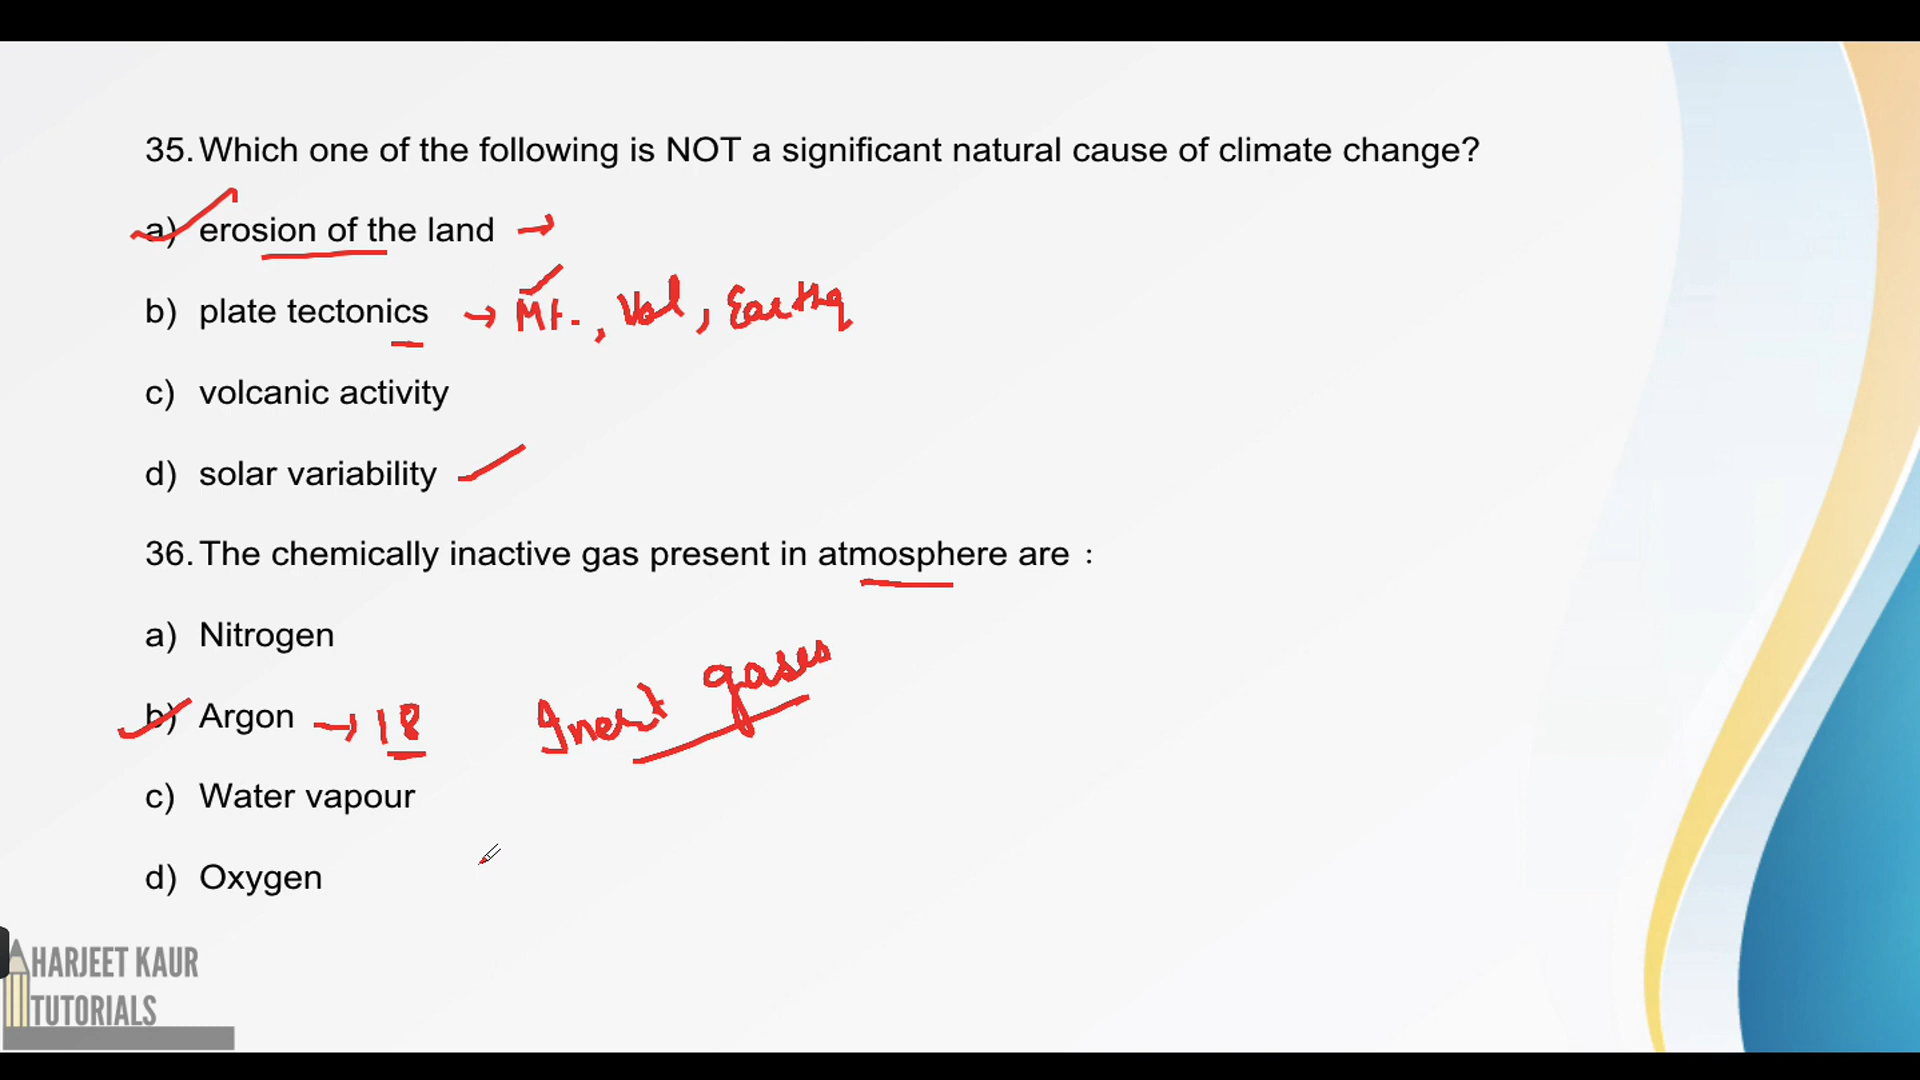 35. Which one of the following is NOT a significant natural cause of climate change?
a) erosion of the land →
b) plate tectonics → Mt., Vol, Earthq
c) volcanic activity
d) solar variability
36. The chemically inactive gas present in atmosphere are :
a) Nitrogen
b) Argon → 18 Inert gases
c) Water vapour
d) Oxygen
HARJEET KAUR
TUTORIALS